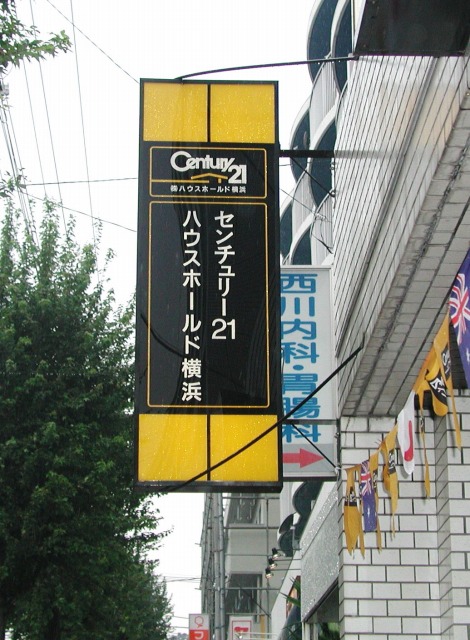 Century 21
㈱ハウスホールド横浜
センチュリー21
ハウスホールド横浜
西川内科・胃腸科